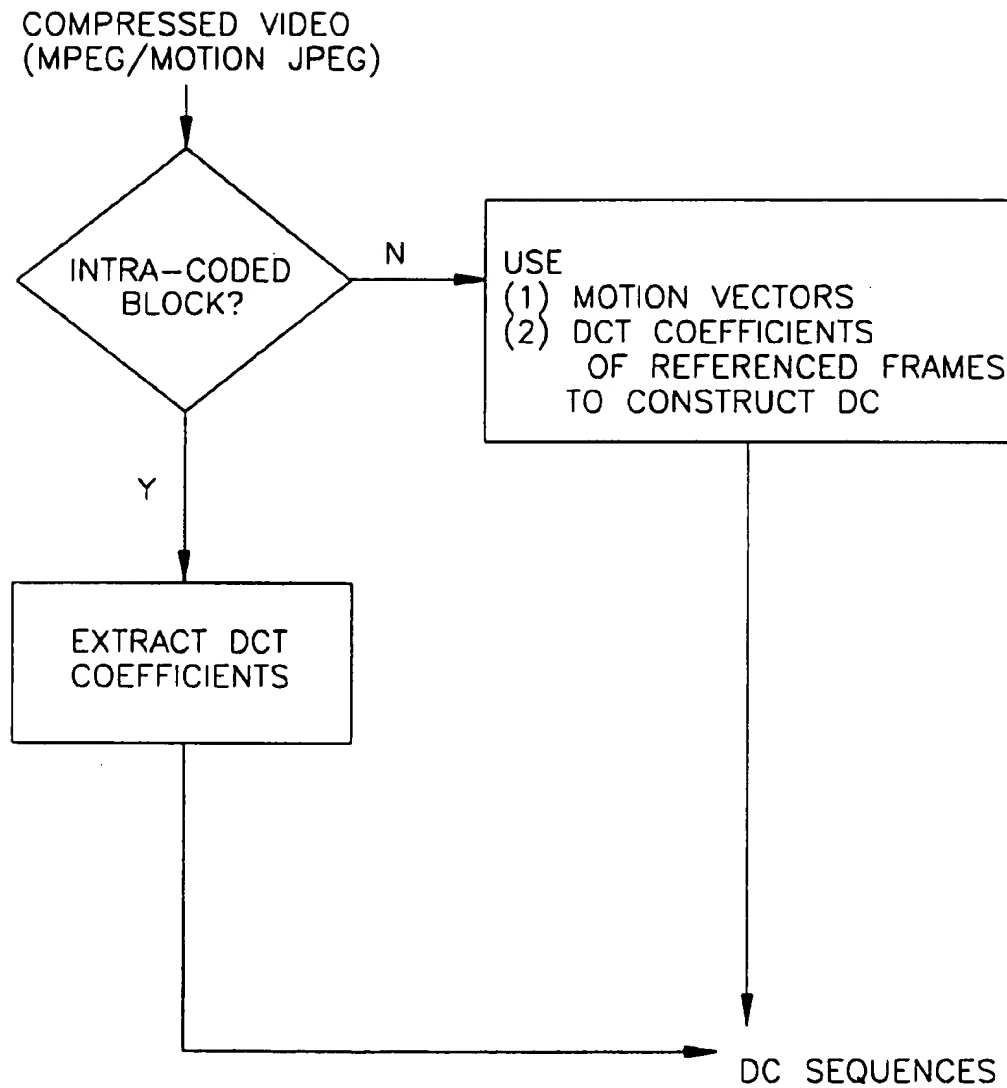 COMPRESSED VIDEO
(MPEG/MOTION JPEG)
INTRA-CODED
BLOCK?
N
USE
(1) MOTION VECTORS
(2) DCT COEFFICIENTS
OF REFERENCED FRAMES
TO CONSTRUCT DC
Y
EXTRACT DCT
COEFFICIENTS
DC SEQUENCES